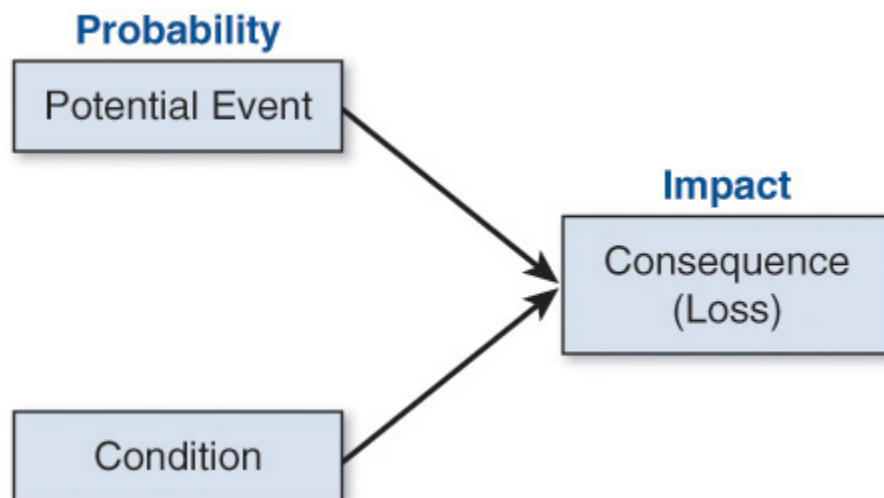 Probability
Potential Event
Impact
Consequence
(Loss)
Condition